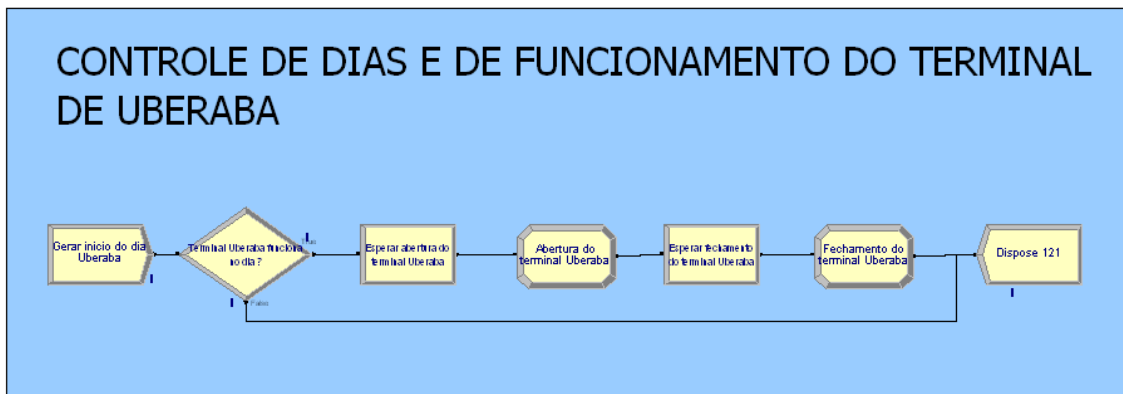 CONTROLE DE DIAS E DE FUNCIONAMENTO DO TERMINAL
DE UBERABA
Gerar inicio do dia
Uberaba
Terminal Uberaba funciona
no dia ?
True
False
Esperar abertura do
terminal Uberaba
Abertura do
terminal Uberaba
Esperar fechamento
do terminal Uberaba
Fechamento do
terminal Uberaba
Dispose 121